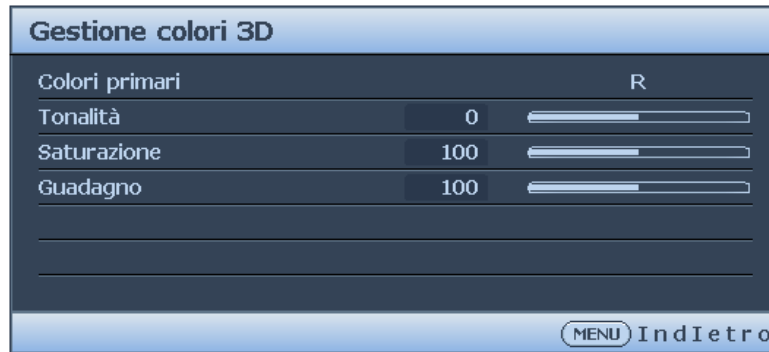 Gestione colori 3D
Colori primari R
Tonalità 0
Saturazione 100
Guadagno 100
MENU IndIetro